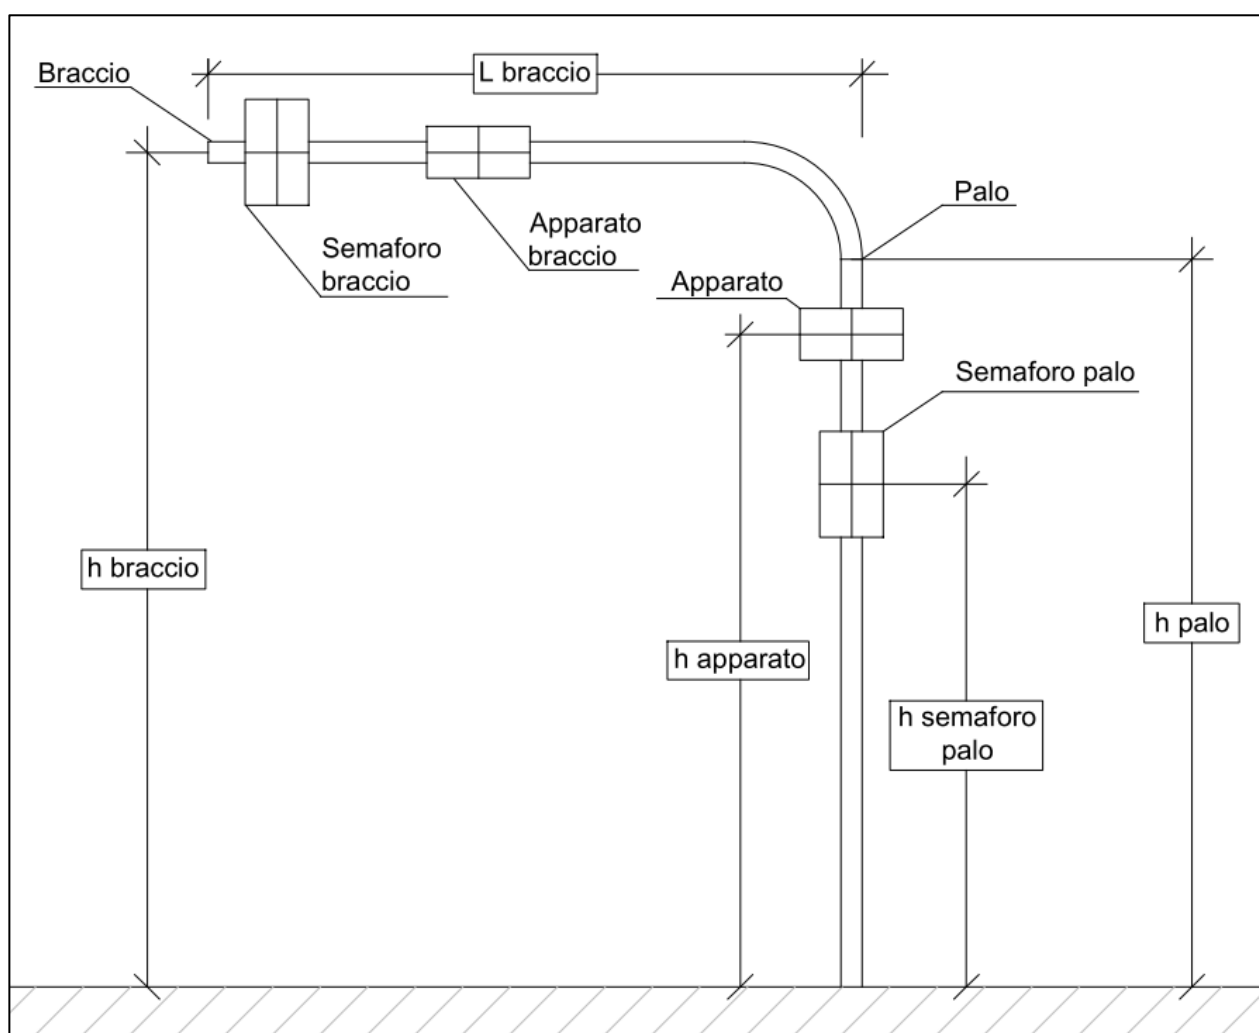 L braccio
Braccio
Palo
Apparato
braccio
Semaforo
braccio
Apparato
Semaforo palo
h braccio
h palo
h apparato
h semaforo
palo